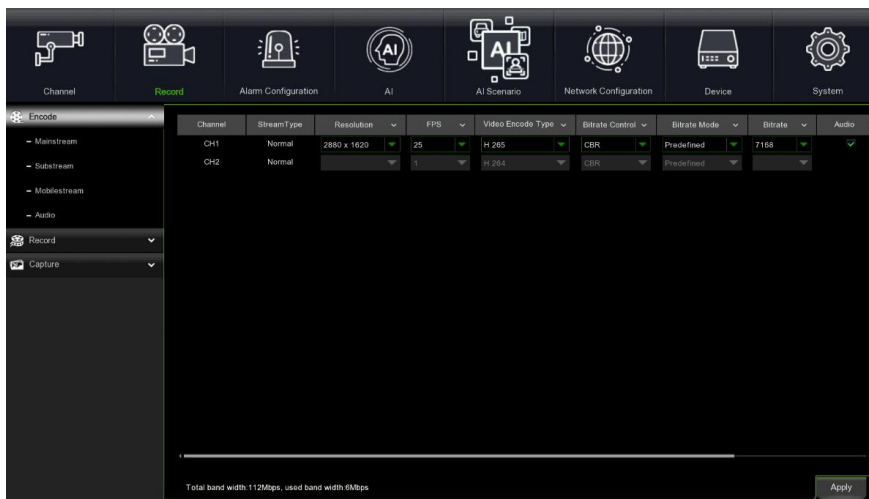 Channel
Record
Alarm Configuration
AI
AI
AI
AI Scenario
Network Configuration
Device
System
Encode
– Mainstream
– Substream
– Mobilestream
– Audio
Record
Capture
Channel StreamType Resolution FPS Video Encode Type Bitrate Control Bitrate Mode Bitrate Audio
CH1 Normal 2880 x 1620 25 H.265 CBR Predefined 7168
CH2 Normal 1 H.264 CBR Predefined
Total band width:112Mbps, used band width:6Mbps
Apply